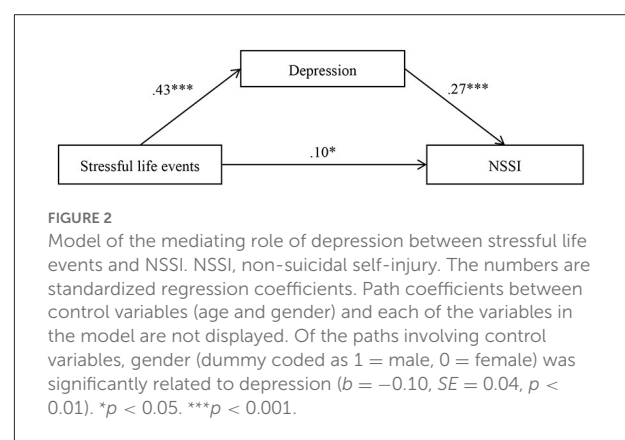 Depression
.43***
.27***
.10*
Stressful life events
NSSI
FIGURE 2
Model of the mediating role of depression between stressful life
events and NSSI. NSSI, non-suicidal self-injury. The numbers are
standardized regression coefficients. Path coefficients between
control variables (age and gender) and each of the variables in
the model are not displayed. Of the paths involving control
variables, gender (dummy coded as 1 = male, 0 = female) was
significantly related to depression (b = −0.10, SE = 0.04, p <
0.01). *p < 0.05. ***p < 0.001.